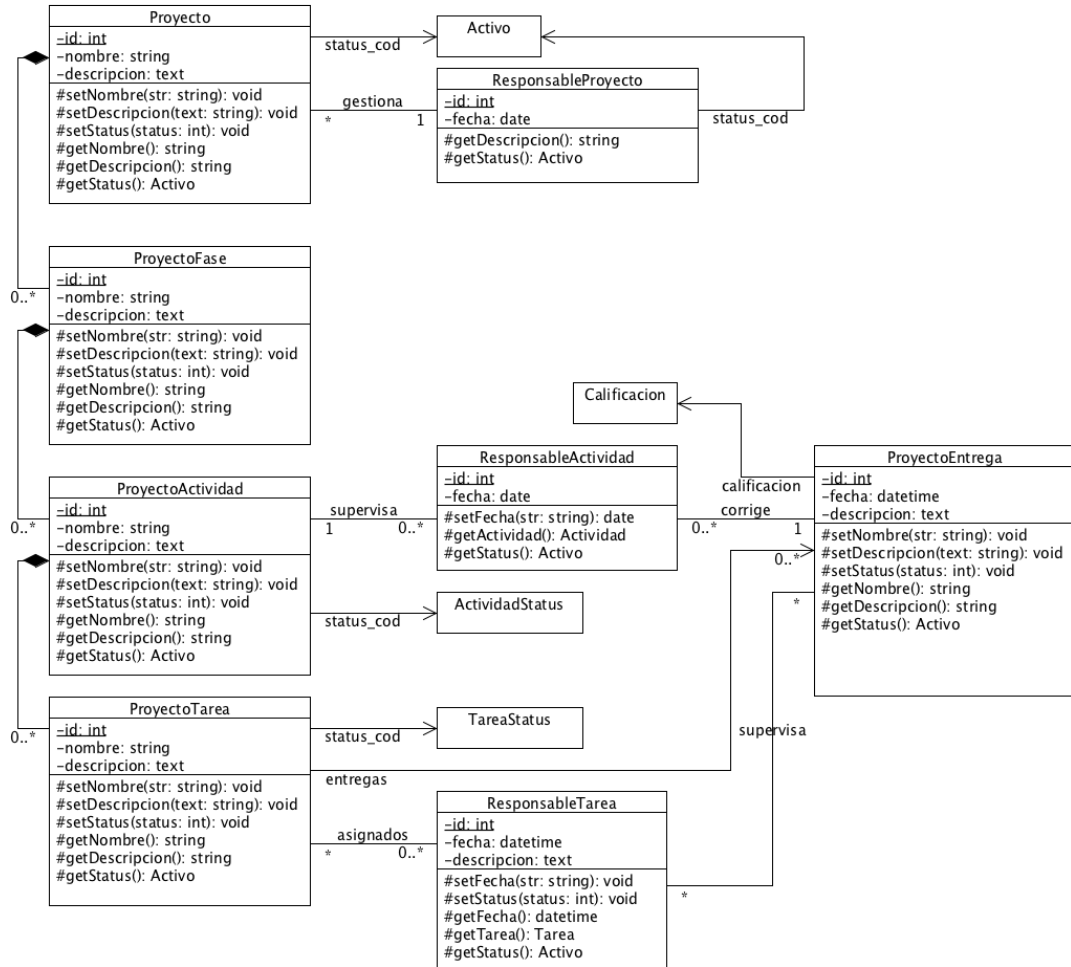 Proyecto
-id: int
-nombre: string
-descripcion: text
#setNombre(str: string): void
#setDescripcion(text: string): void
#setStatus(status: int): void
#getNombre(): string
#getDescripcion(): string
#getStatus(): Activo
status_cod
Activo
gestiona
*
1
ResponsableProyecto
-id: int
-fecha: date
#getDescripcion(): string
#getStatus(): Activo
status_cod
0..*
ProyectoFase
-id: int
-nombre: string
-descripcion: text
#setNombre(str: string): void
#setDescripcion(text: string): void
#setStatus(status: int): void
#getNombre(): string
#getDescripcion(): string
#getStatus(): Activo
Calificacion
calificacion
0..*
ProyectoActividad
-id: int
-nombre: string
-descripcion: text
#setNombre(str: string): void
#setDescripcion(text: string): void
#setStatus(status: int): void
#getNombre(): string
#getDescripcion(): string
#getStatus(): Activo
supervisa
1
0..*
ResponsableActividad
-id: int
-fecha: date
#setFecha(str: string): date
#getActividad(): Actividad
#getStatus(): Activo
corrige
0..*
1
ProyectoEntrega
-id: int
-fecha: datetime
-descripcion: text
#setNombre(str: string): void
#setDescripcion(text: string): void
#setStatus(status: int): void
#getNombre(): string
#getDescripcion(): string
#getStatus(): Activo
0..*
*
status_cod
ActividadStatus
0..*
ProyectoTarea
-id: int
-nombre: string
-descripcion: text
#setNombre(str: string): void
#setDescripcion(text: string): void
#setStatus(status: int): void
#getNombre(): string
#getDescripcion(): string
#getStatus(): Activo
status_cod
TareaStatus
entregas
supervisa
asignados
*
0..*
ResponsableTarea
-id: int
-fecha: datetime
-descripcion: text
#setFecha(str: string): void
#setStatus(status: int): void
#getFecha(): datetime
#getTarea(): Tarea
#getStatus(): Activo
*